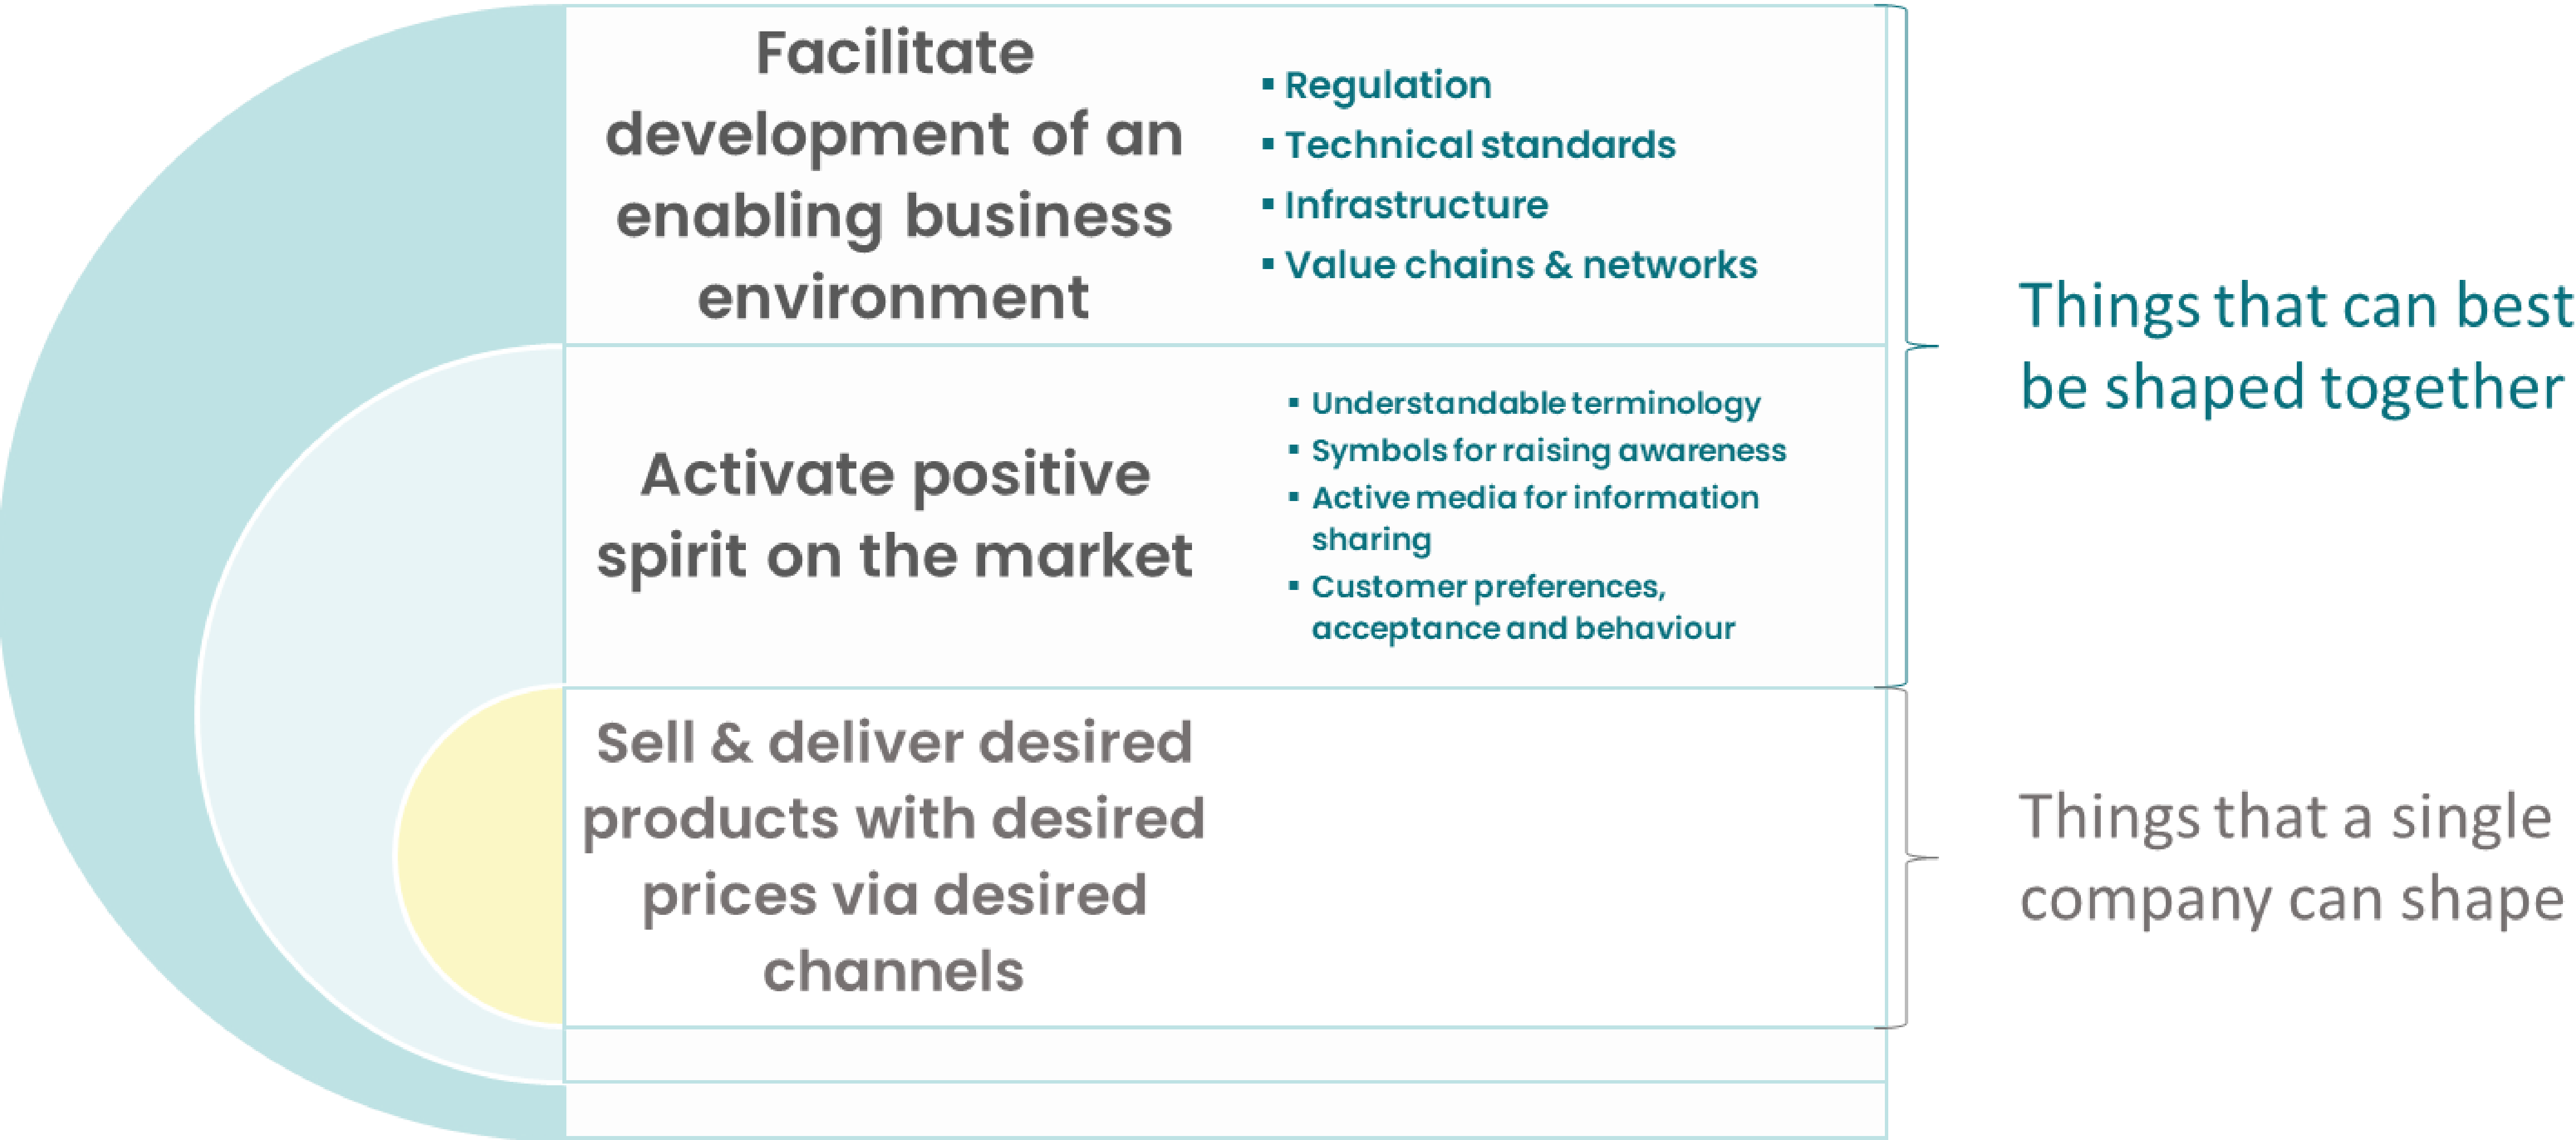 Facilitate
development of an
enabling business
environment
▪ Regulation
▪ Technical standards
▪ Infrastructure
▪ Value chains & networks
Things that can best
be shaped together
Activate positive
spirit on the market
▪ Understandable terminology
▪ Symbols for raising awareness
▪ Active media for information
sharing
▪ Customer preferences,
acceptance and behaviour
Sell & deliver desired
products with desired
prices via desired
channels
Things that a single
company can shape